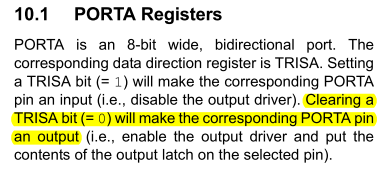 10.1 PORTA Registers
PORTA is an 8-bit wide, bidirectional port. The
corresponding data direction register is TRISA. Setting
a TRISA bit (= 1) will make the corresponding PORTA
pin an input (i.e., disable the output driver). Clearing a
TRISA bit (= 0) will make the corresponding PORTA pin
an output (i.e., enable the output driver and put the
contents of the output latch on the selected pin).